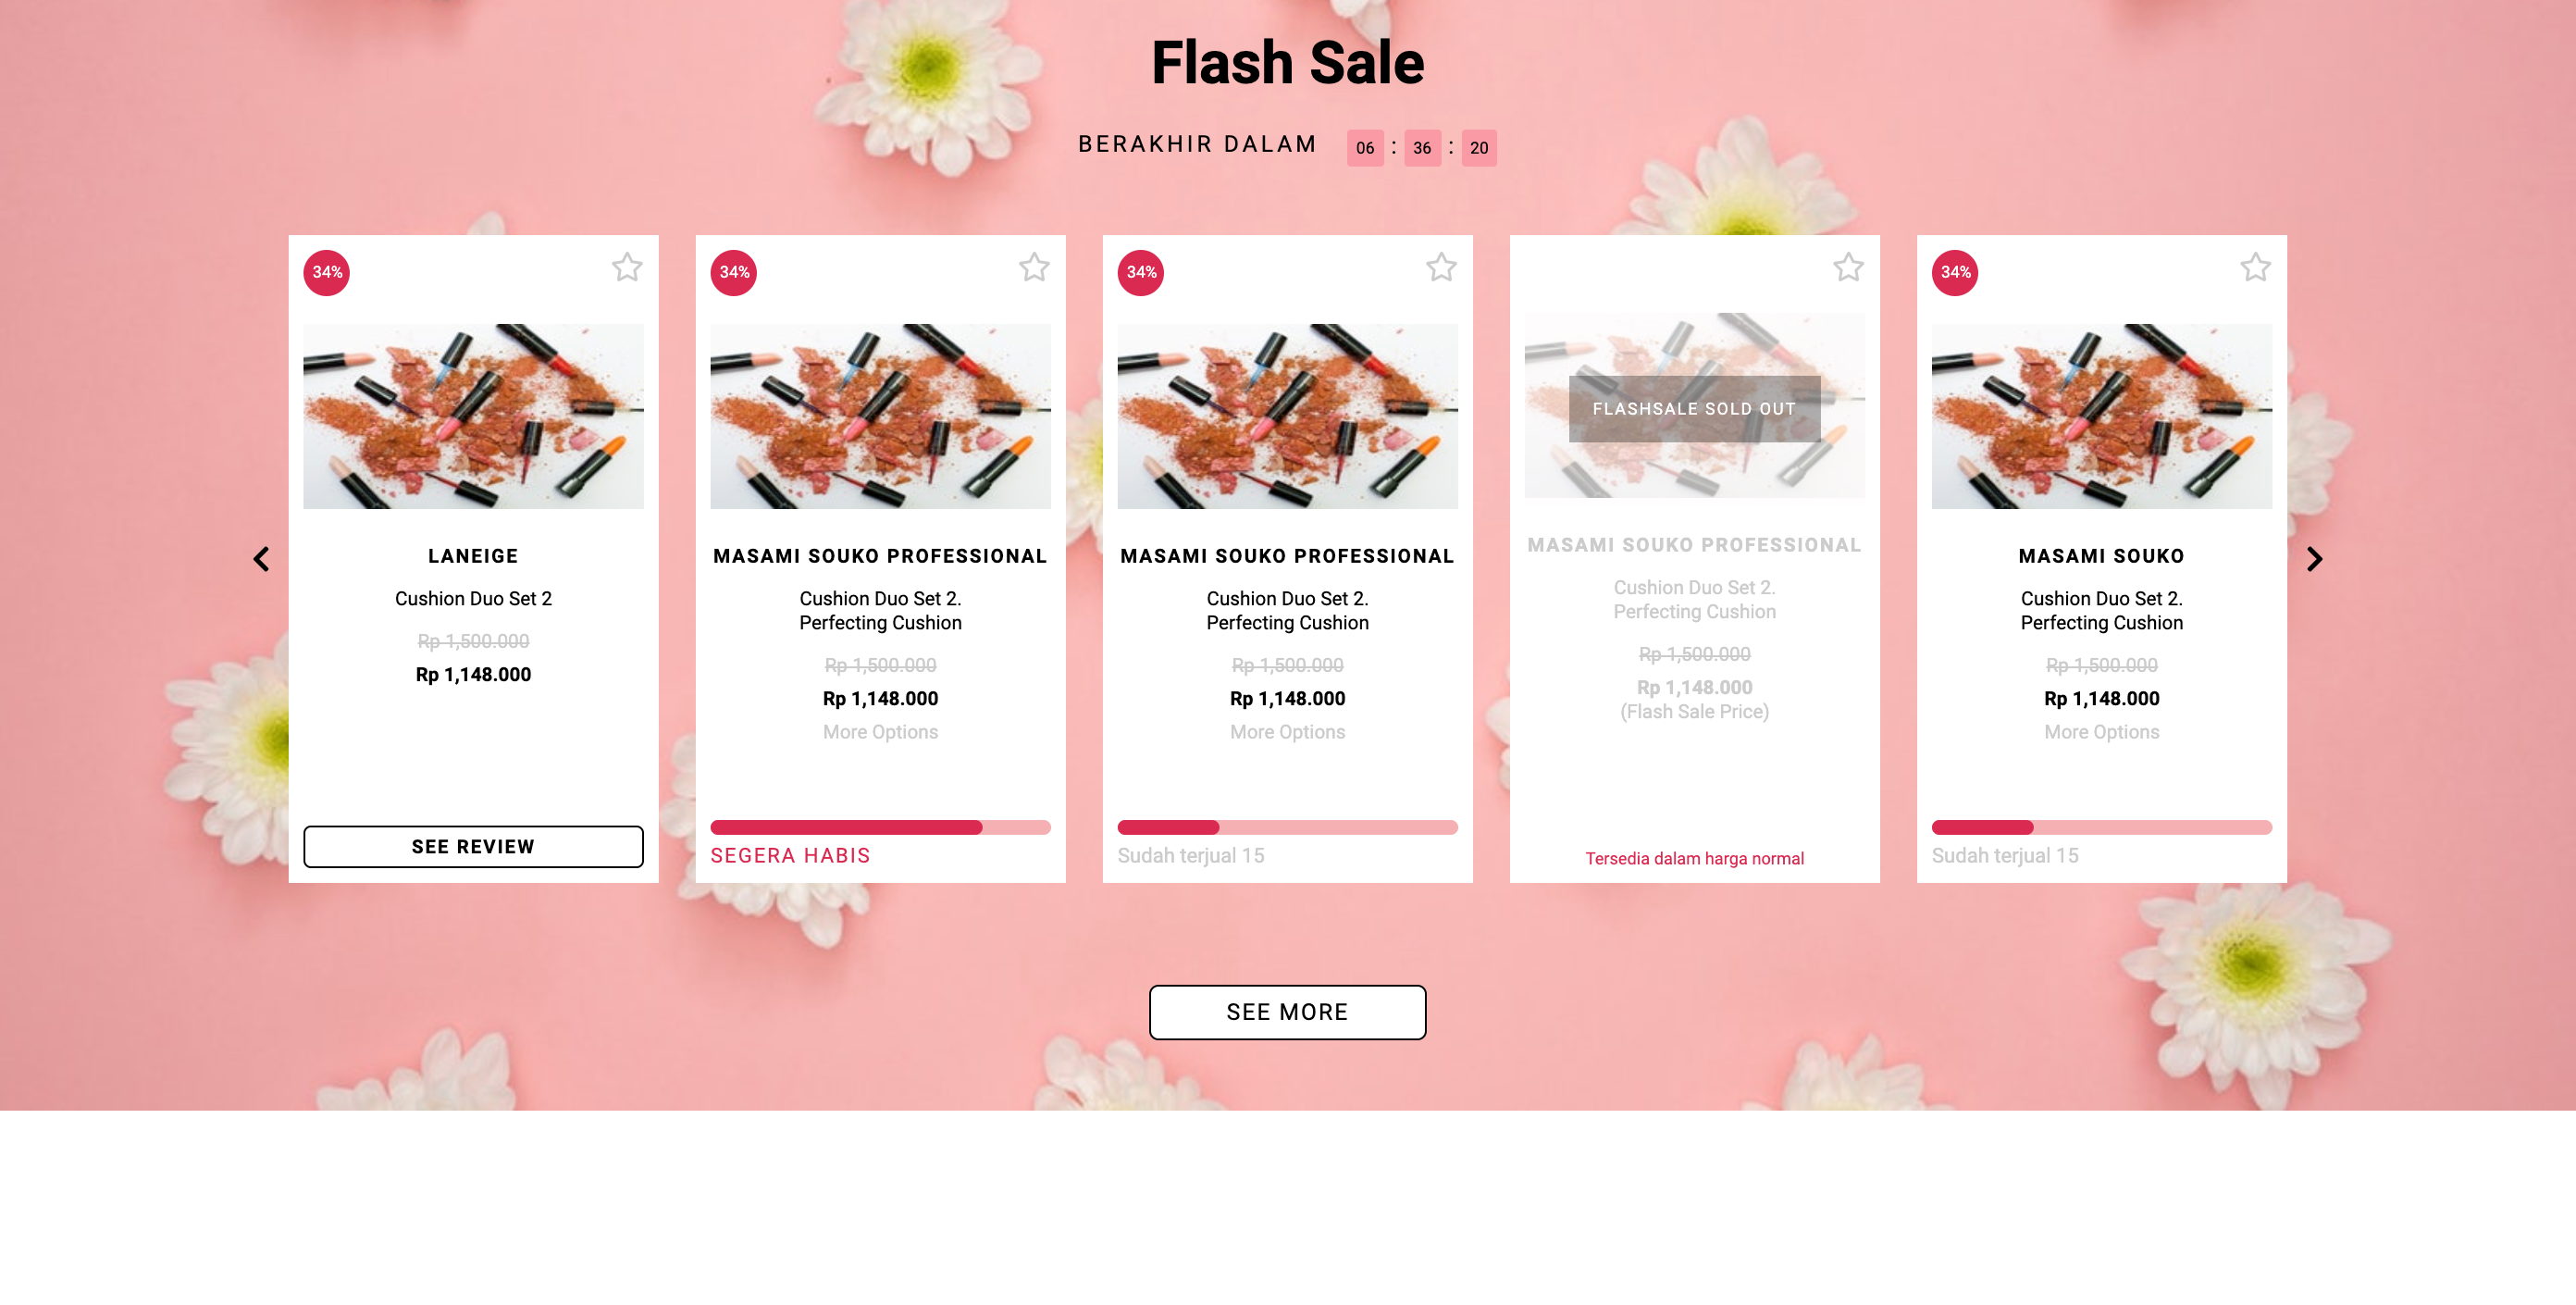 Flash Sale
BERAKHIR DALAM 06 : 36 : 20
34%
LANEIGE
Cushion Duo Set 2
Rp 1,500.000
Rp 1,148.000
SEE REVIEW
34%
MASAMI SOUKO PROFESSIONAL
Cushion Duo Set 2.
Perfecting Cushion
Rp 1,500.000
Rp 1,148.000
More Options
SEGERA HABIS
34%
MASAMI SOUKO PROFESSIONAL
Cushion Duo Set 2.
Perfecting Cushion
Rp 1,500.000
Rp 1,148.000
More Options
Sudah terjual 15
FLASHSALE SOLD OUT
MASAMI SOUKO PROFESSIONAL
Cushion Duo Set 2.
Perfecting Cushion
Rp 1,500.000
Rp 1,148.000
(Flash Sale Price)
Tersedia dalam harga normal
34%
MASAMI SOUKO
Cushion Duo Set 2.
Perfecting Cushion
Rp 1,500.000
Rp 1,148.000
More Options
Sudah terjual 15
SEE MORE